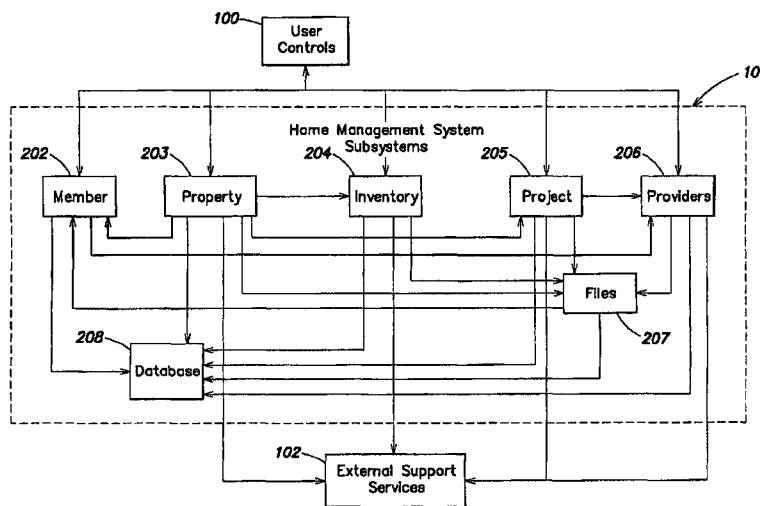 100
User
Controls
10
Home Management System
Subsystems
202
203
204
205
206
Member
Property
Inventory
Project
Providers
Files
207
208
Database
102
External Support
Services